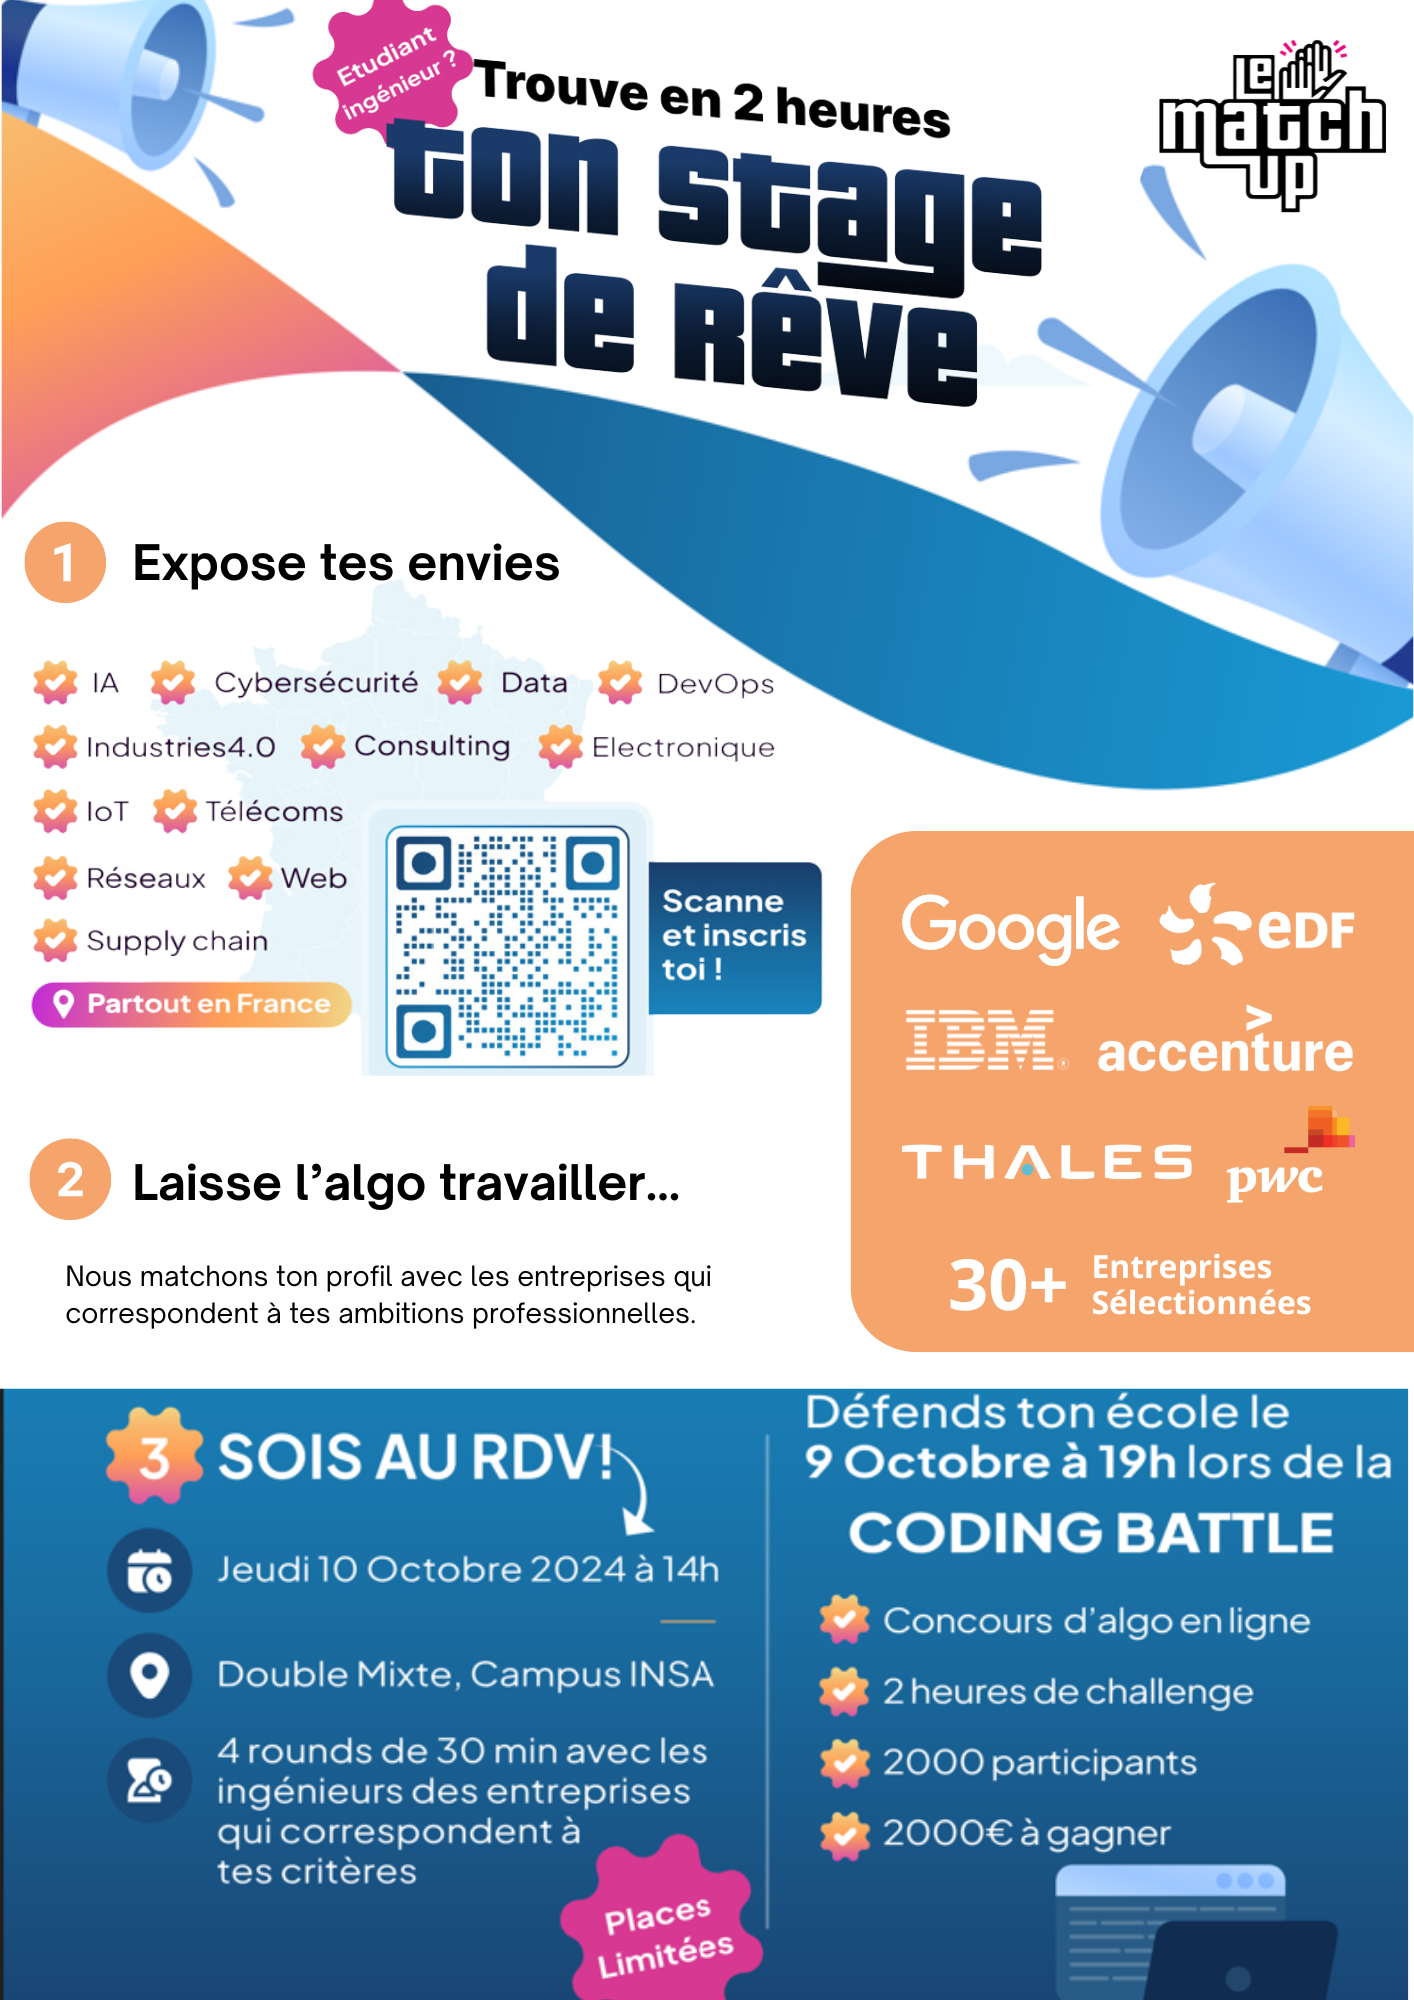 Etudiant
ingénieur ?
Trouve en 2 heures
ton stage
de rêve
Le
match
up
1 Expose tes envies
IA Cybersécurité Data DevOps
Industries4.0 Consulting Electronique
IoT Télécoms
Réseaux Web
Supply chain
Partout en France
Scanne
et inscris
toi !
Google eDF
IBM® accenture
THALES pwc
30+ Entreprises
Sélectionnées
2 Laisse l’algo travailler...
Nous matchons ton profil avec les entreprises qui
correspondent à tes ambitions professionnelles.
3 SOIS AU RDV!
Jeudi 10 Octobre 2024 à 14h
Double Mixte, Campus INSA
4 rounds de 30 min avec les
ingénieurs des entreprises
qui correspondent à
tes critères
Places
Limitées
Défends ton école le
9 Octobre à 19h lors de la
CODING BATTLE
Concours d’algo en ligne
2 heures de challenge
2000 participants
2000€ à gagner